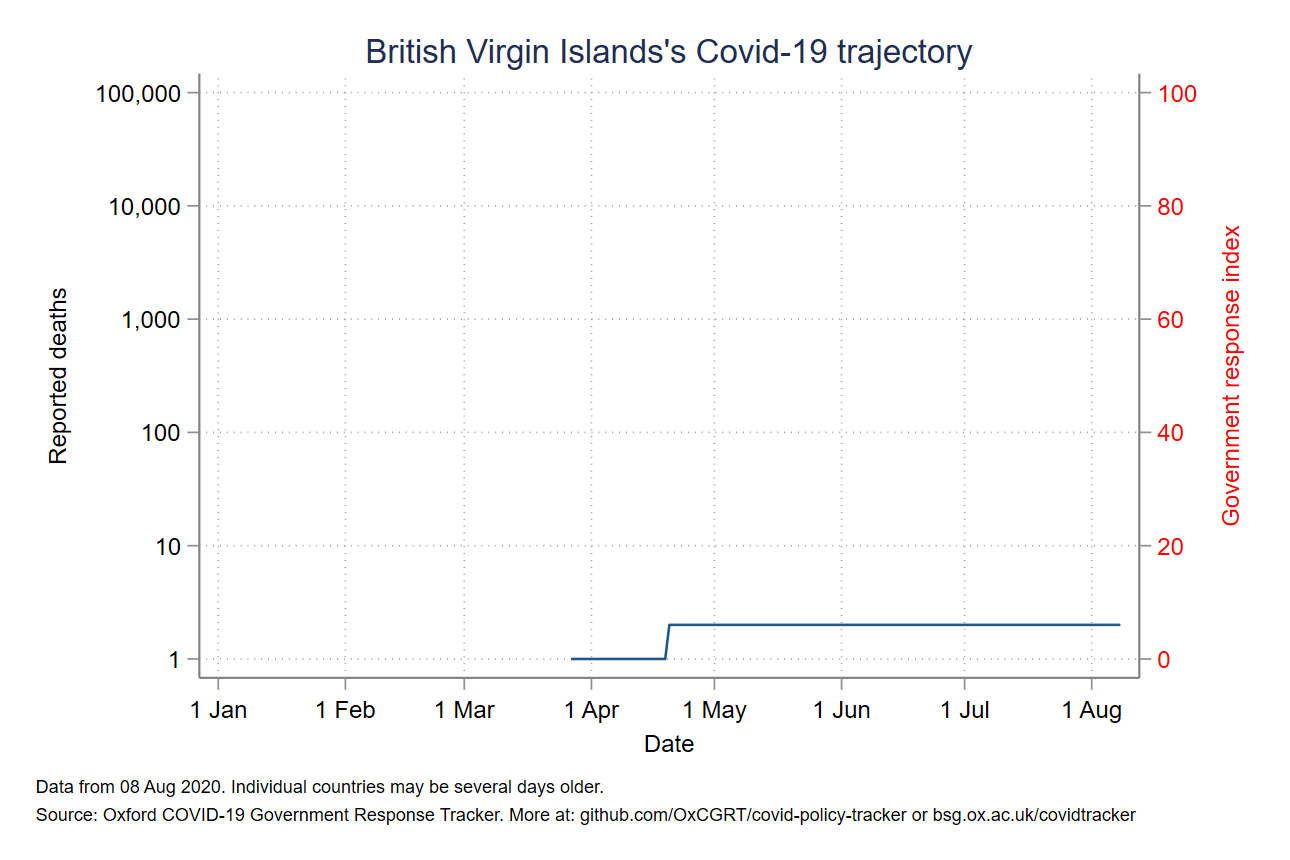 British Virgin Islands's Covid-19 trajectory
100,000
10,000
1,000
100
10
1
Reported deaths
100
80
60
40
20
0
Government response index
1 Jan 1 Feb 1 Mar 1 Apr 1 May 1 Jun 1 Jul 1 Aug
Date
Data from 08 Aug 2020. Individual countries may be several days older.
Source: Oxford COVID-19 Government Response Tracker. More at: github.com/OxCGRT/covid-policy-tracker or bsg.ox.ac.uk/covidtracker